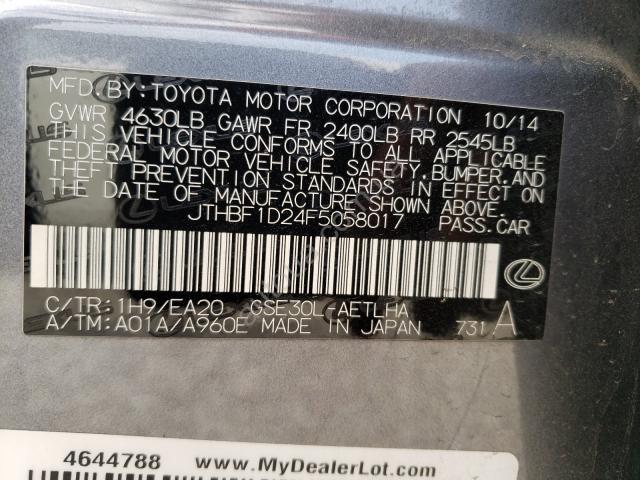 MFD.BY:TOYOTA MOTOR CORPORATION 10/14
GVWR 4630LB GAWR FR 2400LB RR 2545LB
THIS VEHICLE CONFORMS TO ALL APPLICABLE
FEDERAL MOTOR VEHICLE SAFETY,BUMPER,AND
THEFT PREVENTION STANDARDS IN EFFECT ON
THE DATE OF MANUFACTURE SHOWN ABOVE.
JTHBF1D24F5058017 PASS.CAR
C/TR:1H9/EA20 GSE30L-AETLHA
A/TM:A01A/A960E MADE IN JAPAN 731 A
4644788 www.MyDealerLot.com